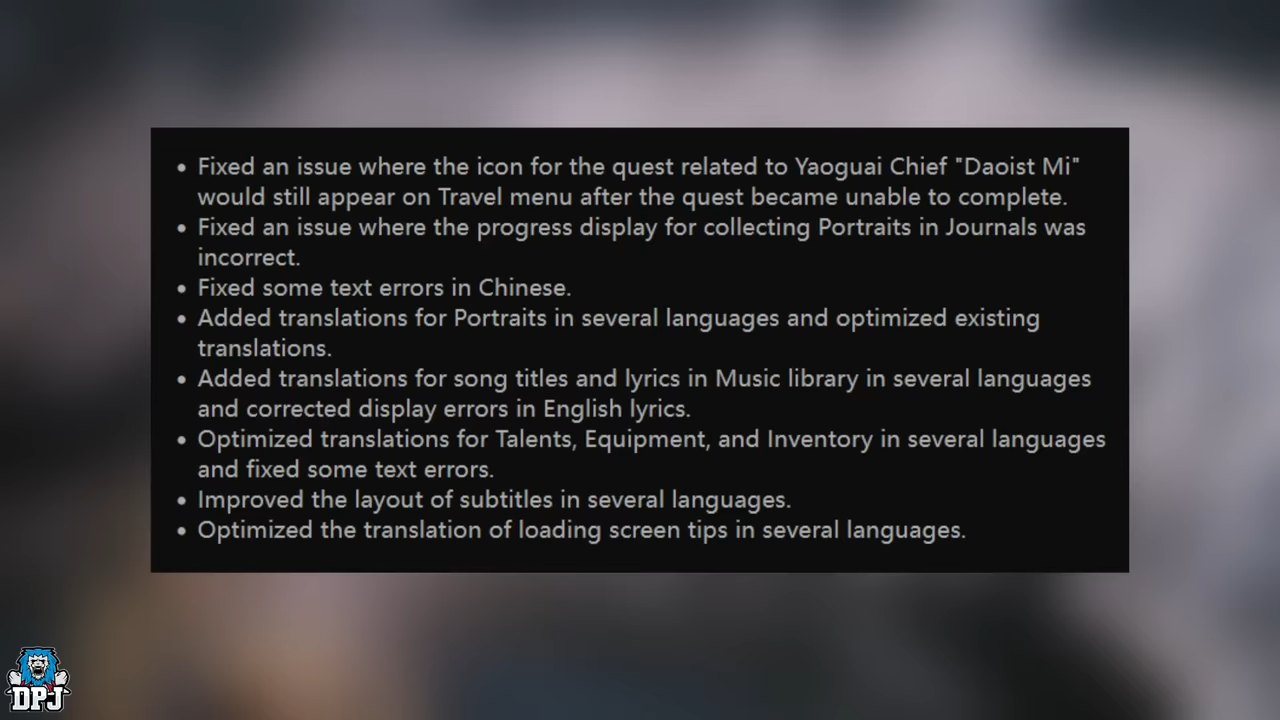 • Fixed an issue where the icon for the quest related to Yaoguai Chief "Daoist Mi"
would still appear on Travel menu after the quest became unable to complete.
• Fixed an issue where the progress display for collecting Portraits in Journals was
incorrect.
• Fixed some text errors in Chinese.
• Added translations for Portraits in several languages and optimized existing
translations.
• Added translations for song titles and lyrics in Music library in several languages
and corrected display errors in English lyrics.
• Optimized translations for Talents, Equipment, and Inventory in several languages
and fixed some text errors.
• Improved the layout of subtitles in several languages.
• Optimized the translation of loading screen tips in several languages.
DPJ